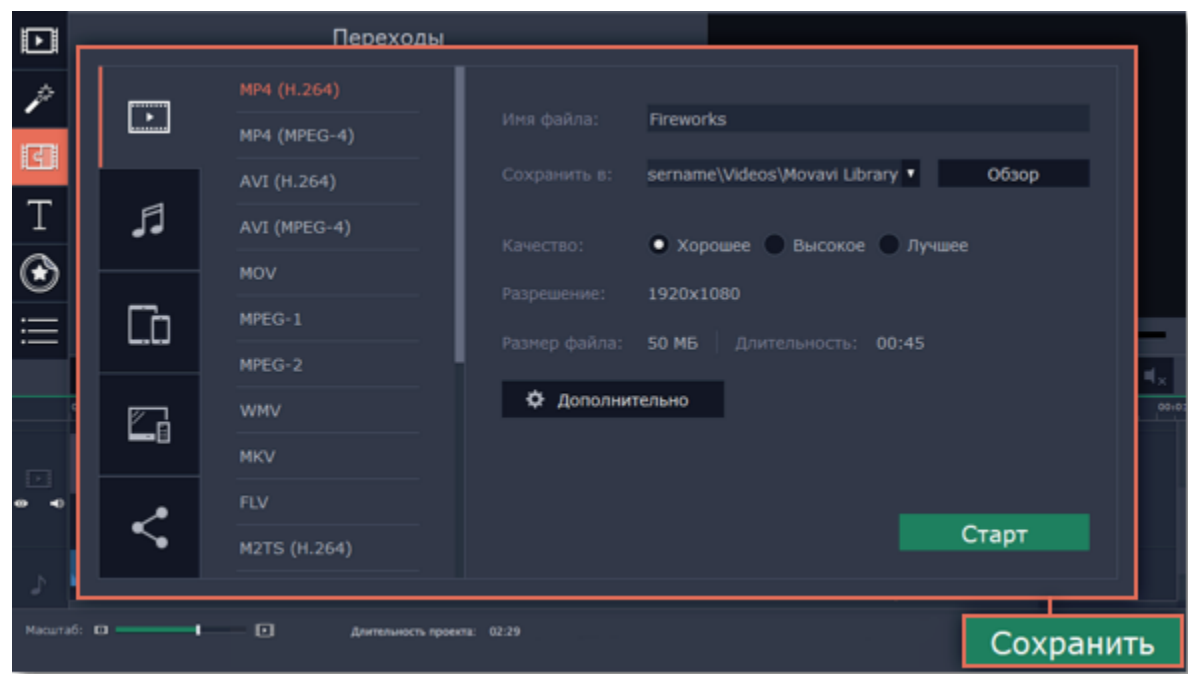 Переходы
MP4 (H.264)
MP4 (MPEG-4)
AVI (H.264)
AVI (MPEG-4)
MOV
MPEG-1
MPEG-2
WMV
MKV
FLV
M2TS (H.264)
Имя файла: Fireworks
Сохранить в: sername\Videos\Movavi Library Обзор
Качество: Хорошее Высокое Лучшее
Разрешение: 1920x1080
Размер файла: 50 МБ Длительность: 00:45
Дополнительно
Старт
Масштаб: Длительность проекта: 02:29
Сохранить